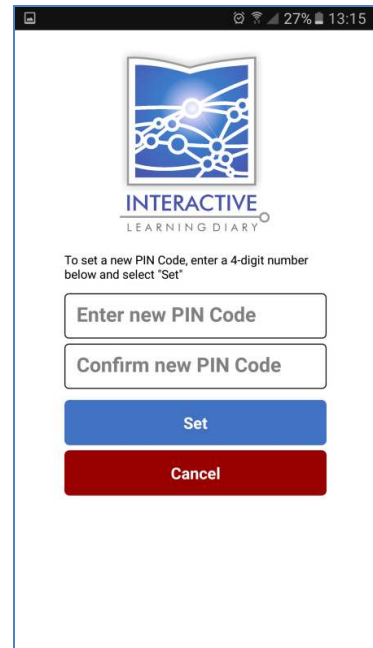 27% 13:15
INTERACTIVE
LEARNING DIARY
To set a new PIN Code, enter a 4-digit number
below and select "Set"
Enter new PIN Code
Confirm new PIN Code
Set
Cancel